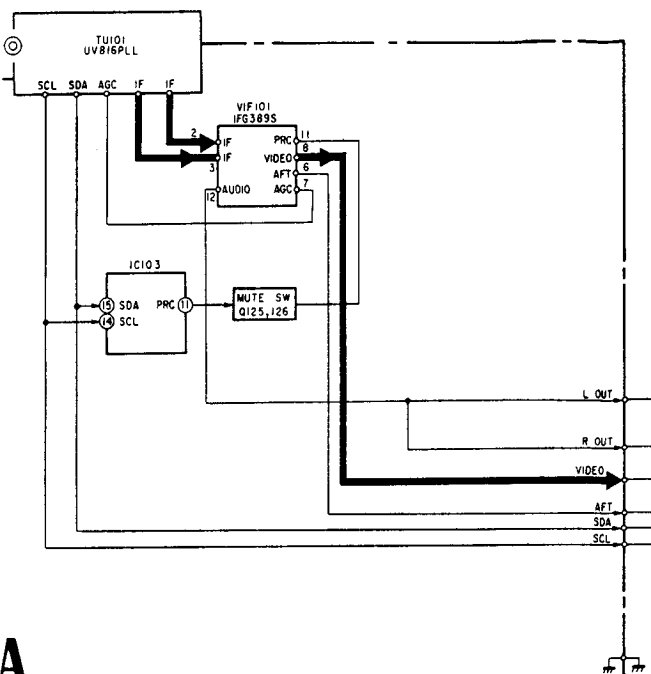 TU101
UV816PLL
SCL SDA AGC IF IF
VIF101
IFG389S
2 IF PRC 11
3 IF VIDEO 8
AFT 6
12 AUDIO AGC 7
IC103
15 SDA PRC 11
14 SCL
MUTE SW
Q125,126
L OUT
R OUT
VIDEO
AFT
SDA
SCL
A